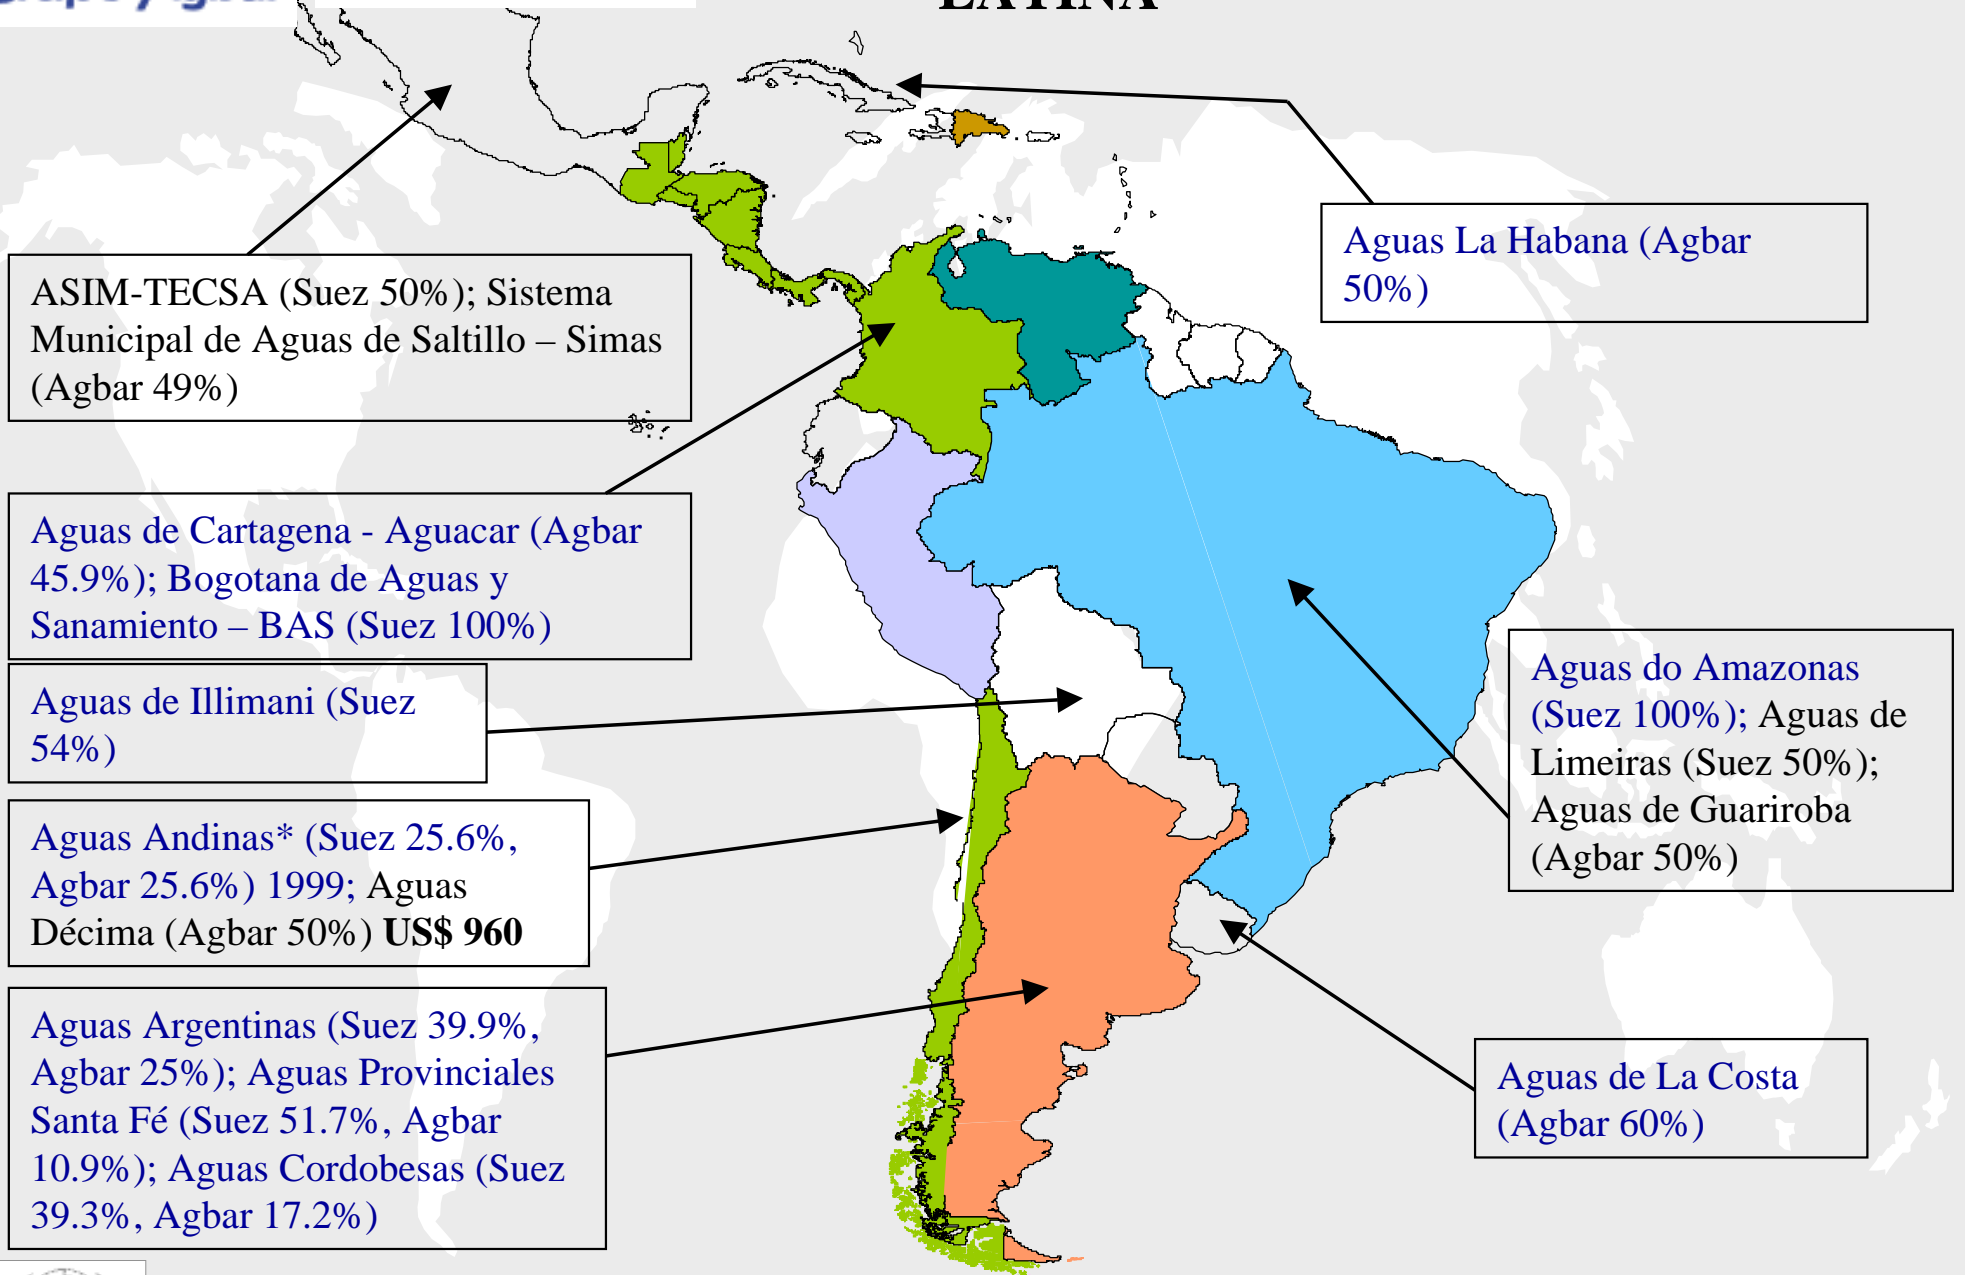 LATINA
ASIM-TECSA (Suez 50%); Sistema
Municipal de Aguas de Saltillo – Simas
(Agbar 49%)
Aguas La Habana (Agbar
50%)
Aguas de Cartagena - Aguacar (Agbar
45.9%); Bogotana de Aguas y
Sanamiento – BAS (Suez 100%)
Aguas de Illimani (Suez
54%)
Aguas do Amazonas
(Suez 100%); Aguas de
Limeiras (Suez 50%);
Aguas de Guariroba
(Agbar 50%)
Aguas Andinas* (Suez 25.6%,
Agbar 25.6%) 1999; Aguas
Décima (Agbar 50%) US$ 960
Aguas Argentinas (Suez 39.9%,
Agbar 25%); Aguas Provinciales
Santa Fé (Suez 51.7%, Agbar
10.9%); Aguas Cordobesas (Suez
39.3%, Agbar 17.2%)
Aguas de La Costa
(Agbar 60%)